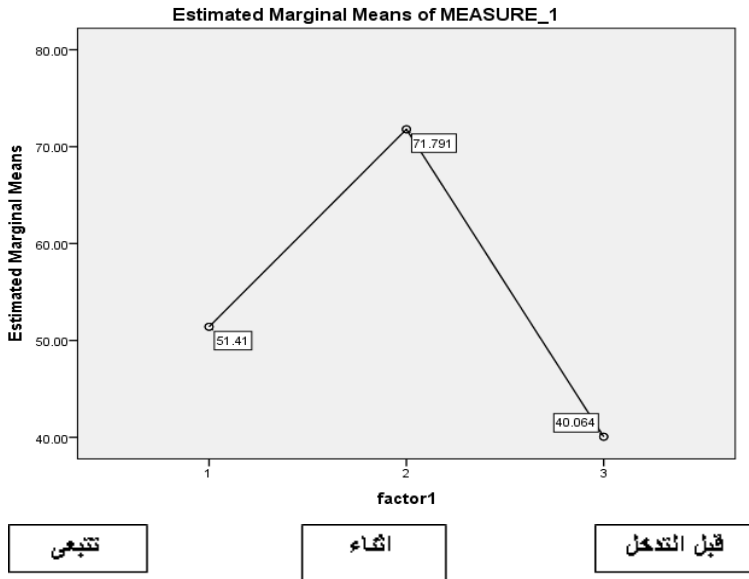 Estimated Marginal Means of MEASURE_1
Estimated Marginal Means
80.00
70.00
60.00
50.00
40.00
71.791
51.41
40.064
1 2 3
factor1
قبل التدخل اثناء تتبعى